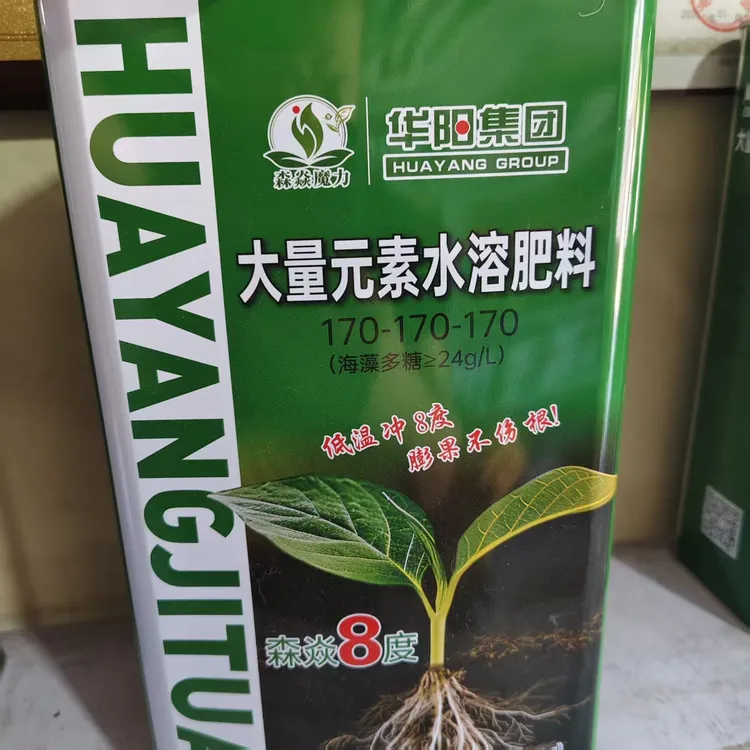 HUAYANGJITUA
森焱魔力
华阳集团
HUAYANG GROUP
大量元素水溶肥料
170-170-170
(海藻多糖≥24g/L)
低温冲8度
膨果不伤根!
森焱8度